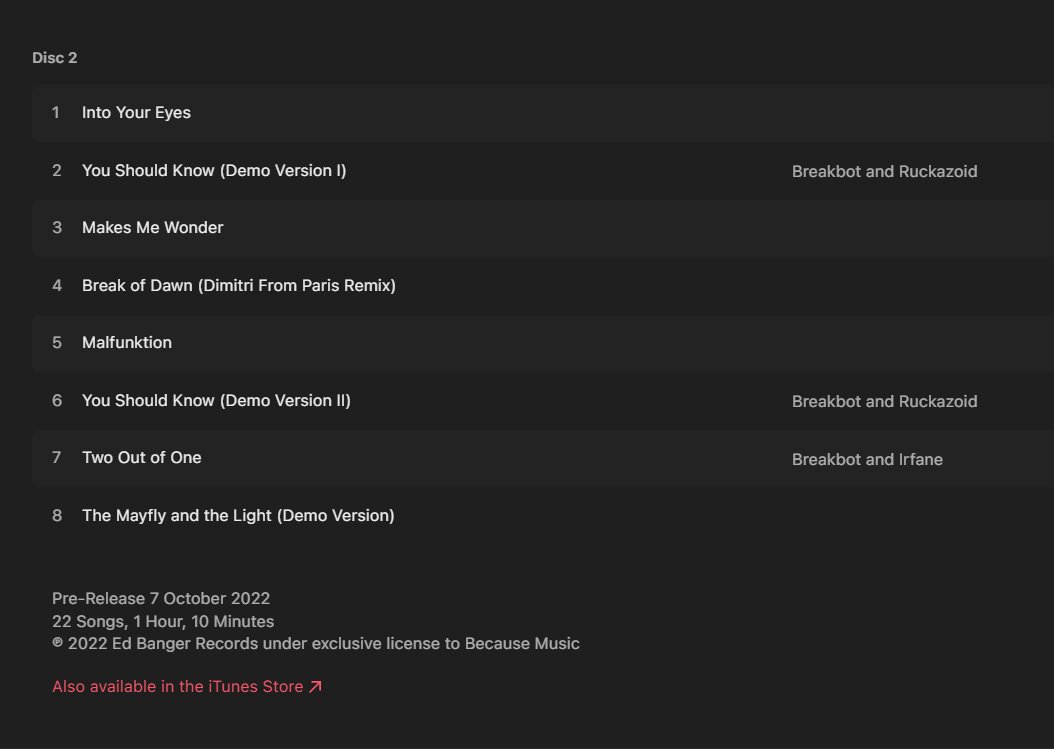 Disc 2
1 Into Your Eyes
2 You Should Know (Demo Version I) Breakbot and Ruckazoid
3 Makes Me Wonder
4 Break of Dawn (Dimitri From Paris Remix)
5 Malfunktion
6 You Should Know (Demo Version II) Breakbot and Ruckazoid
7 Two Out of One Breakbot and Irfane
8 The Mayfly and the Light (Demo Version)
Pre-Release 7 October 2022
22 Songs, 1 Hour, 10 Minutes
℗ 2022 Ed Banger Records under exclusive license to Because Music
Also available in the iTunes Store ↗